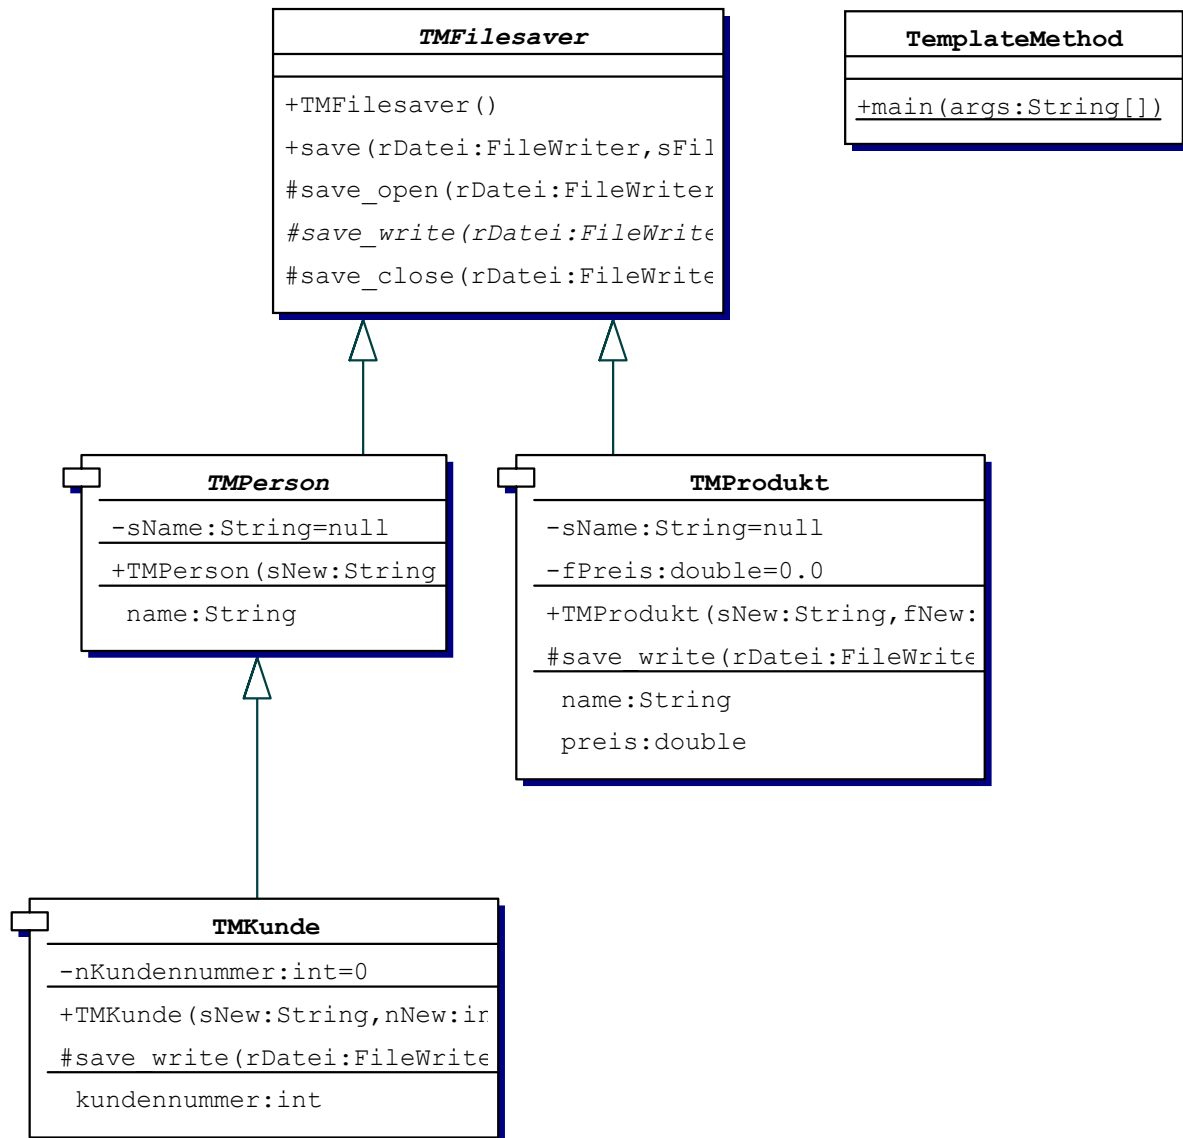 TMFilesaver
+TMFilesaver()
+save(rDatei:FileWriter,sFil
#save_open(rDatei:FileWriter
#save_write(rDatei:FileWrite
#save_close(rDatei:FileWrite
TemplateMethod
+main(args:String[])
TMPerson
-sName:String=null
+TMPerson(sNew:String
name:String
TMProdukt
-sName:String=null
-fPreis:double=0.0
+TMProdukt(sNew:String,fNew:
#save_write(rDatei:FileWrite
name:String
preis:double
TMKunde
-nKundennummer:int=0
+TMKunde(sNew:String,nNew:in
#save_write(rDatei:FileWrite
kundennummer:int